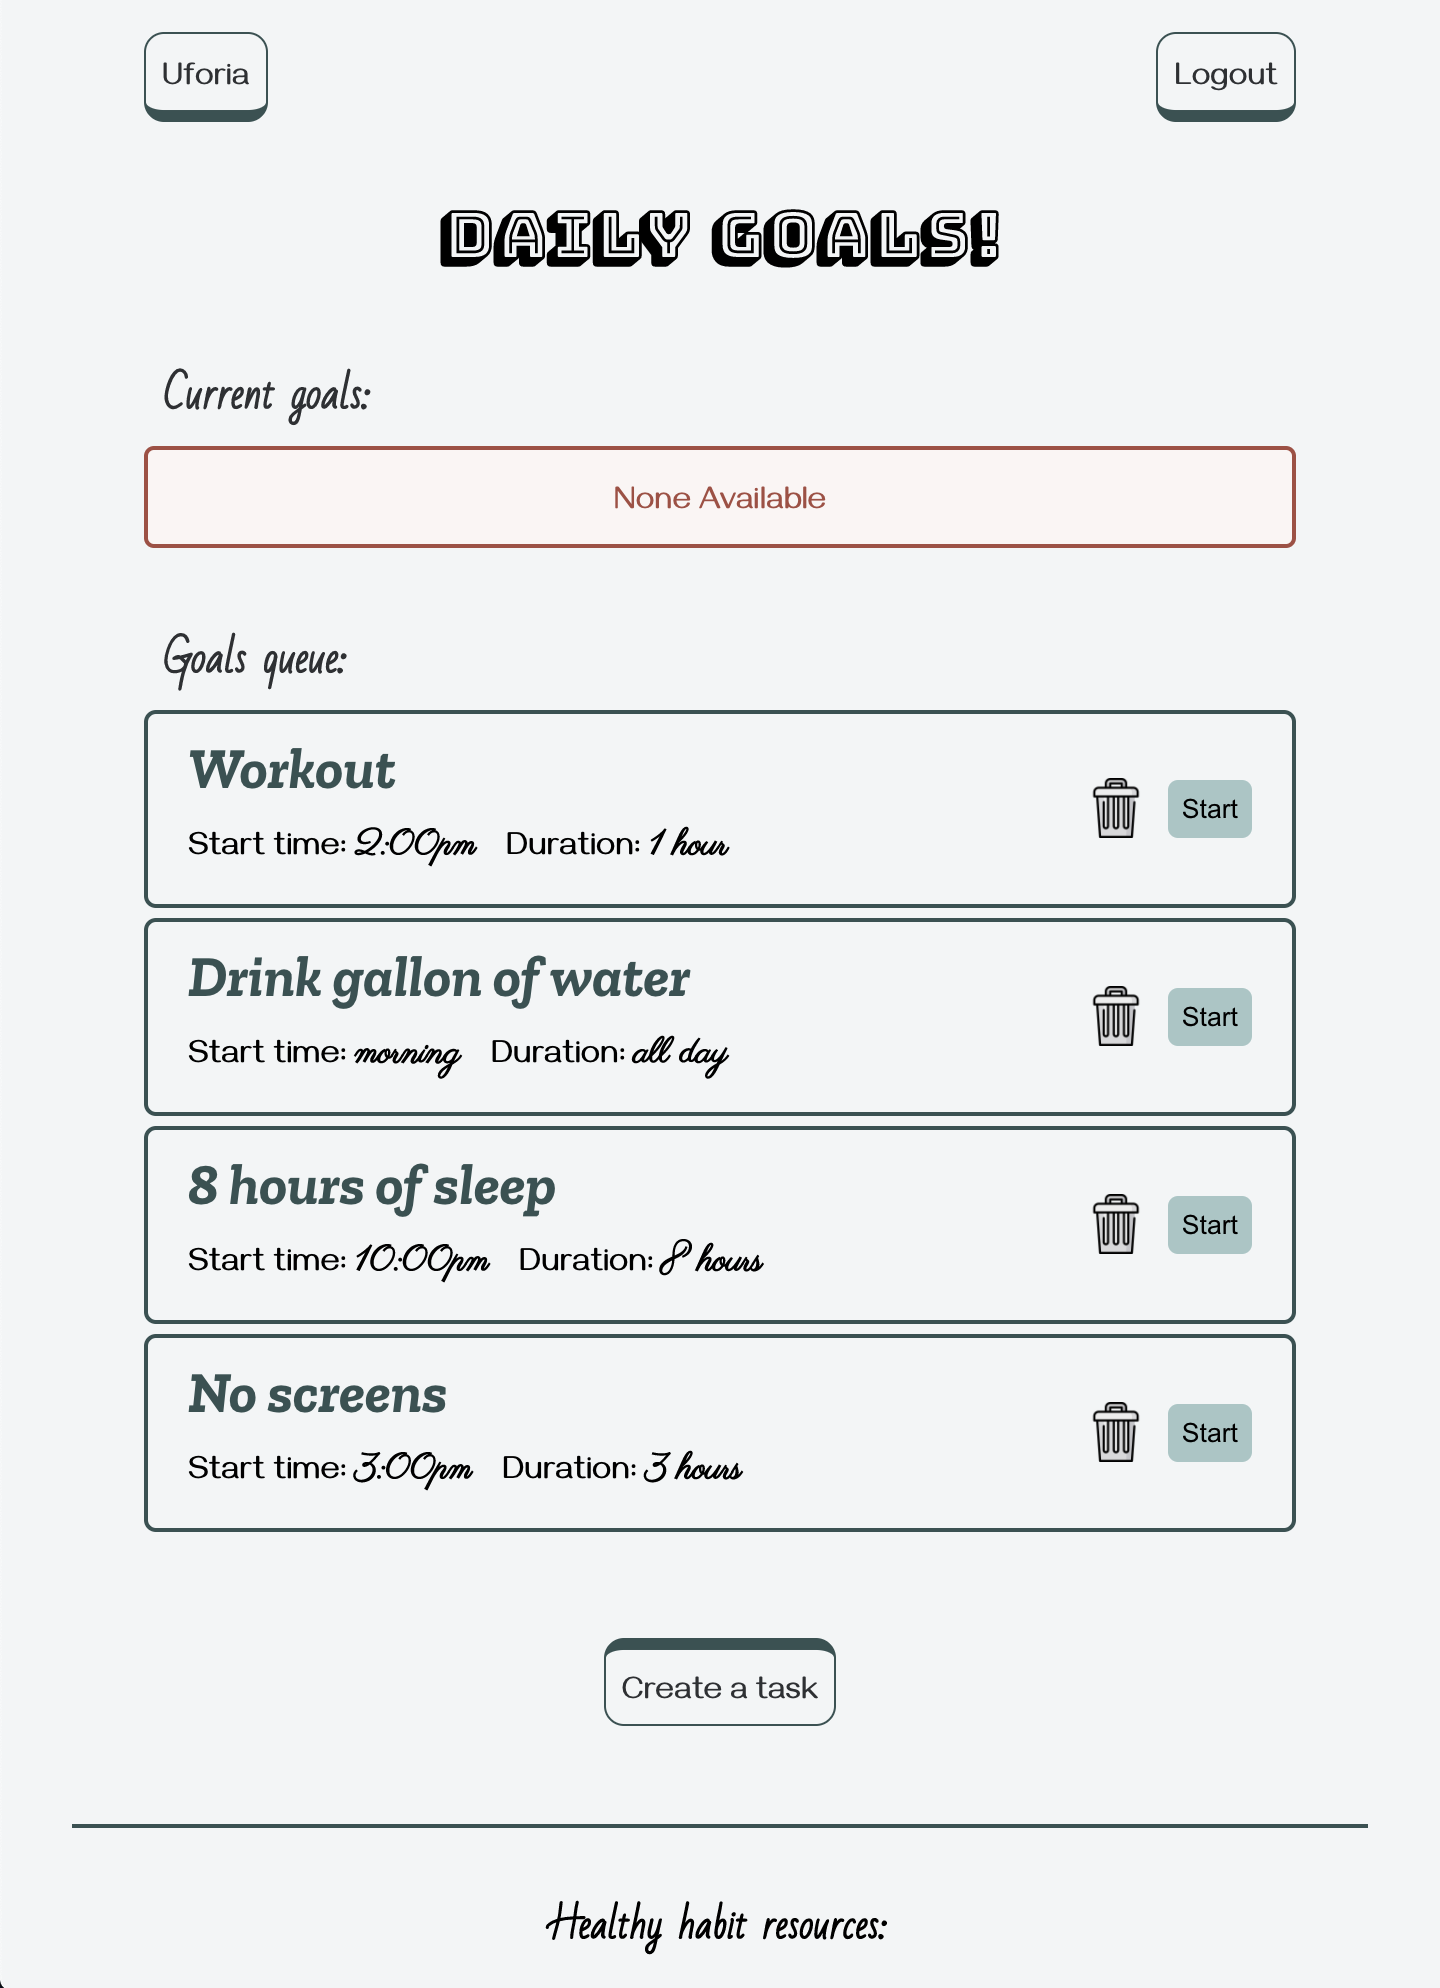 Uforia
Logout
DAILY GOALS!
Current goals:
None Available
Goals queue:
Workout
Start time: 2:00pm Duration: 1 hour
Start
Drink gallon of water
Start time: morning Duration: all day
Start
8 hours of sleep
Start time: 10:00pm Duration: 8 hours
Start
No screens
Start time: 3:00pm Duration: 3 hours
Start
Create a task
Healthy habit resources: